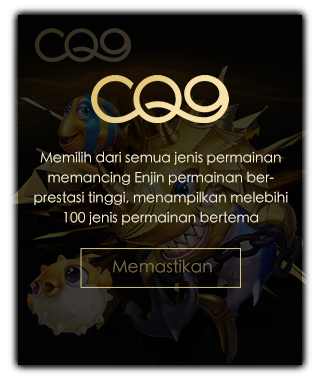 CQ9
CQ9
Memilih dari semua jenis permainan
memancing Enjin permainan ber-
prestasi tinggi, menampilkan melebihi
100 jenis permainan bertema
Memastikan